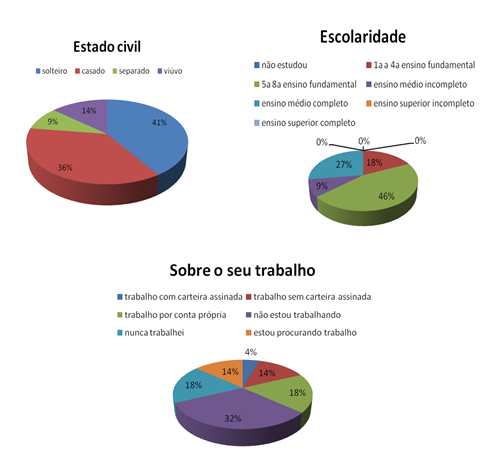 Estado civil
solteiro casado separado viúvo
14%
9%
41%
36%
Escolaridade
não estudou 1a a 4a ensino fundamental
5a 8a ensino fundamental ensino médio incompleto
ensino médio completo ensino superior incompleto
ensino superior completo
0% 0% 0%
27% 18%
9%
46%
Sobre o seu trabalho
trabalho com carteira assinada trabalho sem carteira assinada
trabalho por conta própria não estou trabalhando
nunca trabalhei estou procurando trabalho
4%
14% 14%
18% 18%
32%